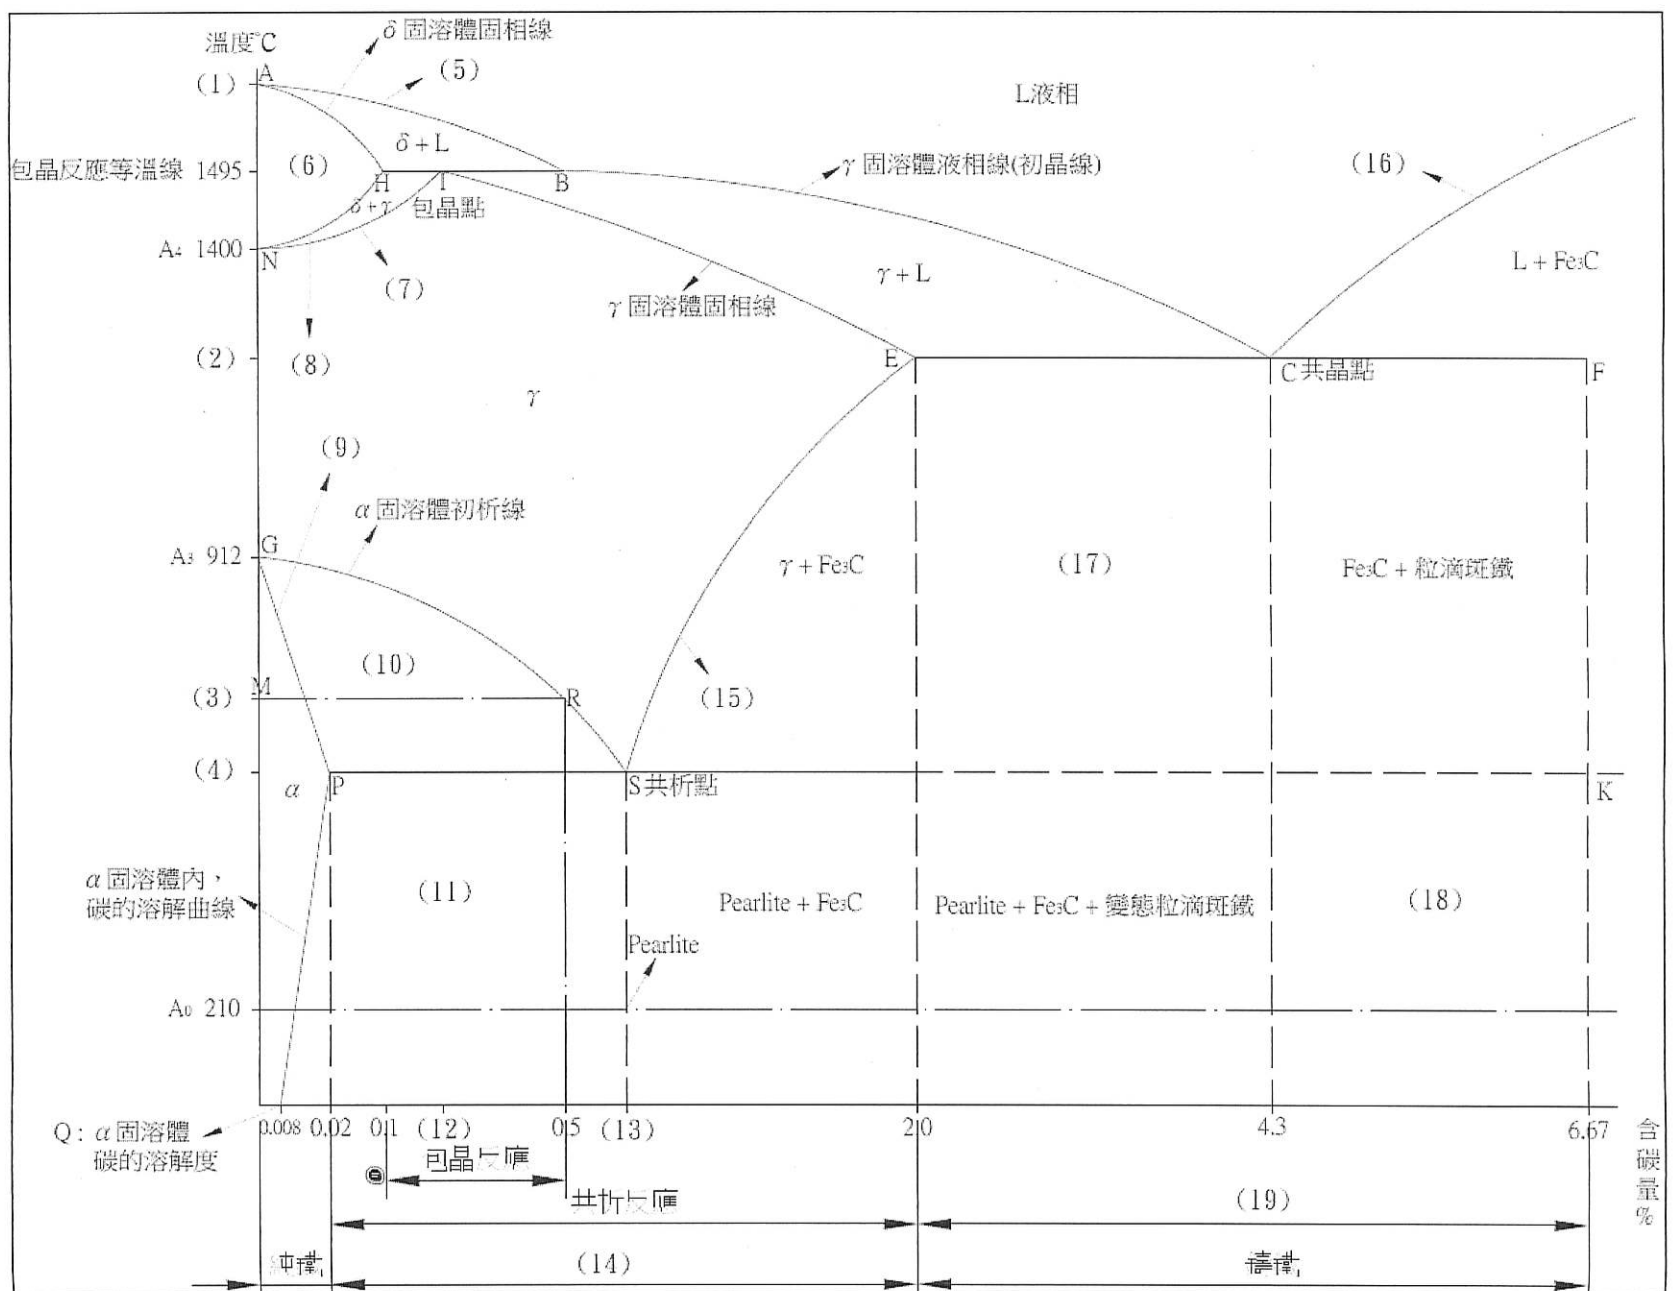 溫度℃
δ固溶體固相線
A
(1)
(5)
L液相
δ+L
(6)
包晶反應等溫線 1495
H
I
B
γ固溶體液相線(初晶線)
(16)
δ+γ
包晶點
A₄ 1400
N
(7)
γ+L
L+Fe₃C
γ固溶體固相線
(2)
(8)
E
C共晶點
F
γ
(9)
α固溶體初析線
A₃ 912
G
γ+Fe₃C
(17)
Fe₃C+粒滴斑鐵
(10)
M
(3)
R
(15)
(4)
α
P
S共析點
K
α固溶體內，
碳的溶解曲線
(11)
Pearlite+Fe₃C
Pearlite+Fe₃C+變態粒滴斑鐵
(18)
Pearlite
A₀ 210
Q：α固溶體
碳的溶解度
0.008
0.02
0.1
(12)
0.5
(13)
2.0
4.3
6.67
含
碳
量
%
包晶反應
共析反應
(19)
純鐵
(14)
鑄鐵